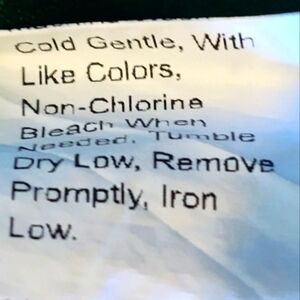 Cold Gentle, With
Like Colors,
Non-Chlorine
Bleach When
Needed, Tumble
Dry Low, Remove
Promptly, Iron
Low.